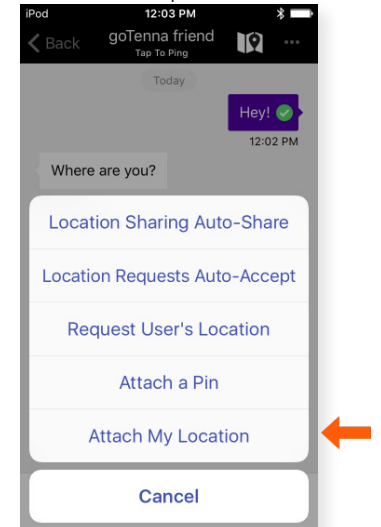 iPod 12:03 PM
Back goTenna friend
Tap To Ping
Today
Hey!
12:02 PM
Where are you?
Location Sharing Auto-Share
Location Requests Auto-Accept
Request User's Location
Attach a Pin
Attach My Location
Cancel